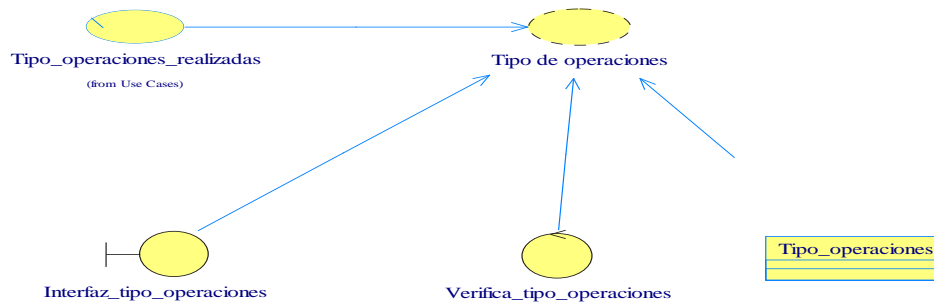 Tipo_operaciones_realizadas
Tipo de operaciones
(from Use Cases)
Tipo_operaciones
Interfaz_tipo_operaciones
Verifica_tipo_operaciones